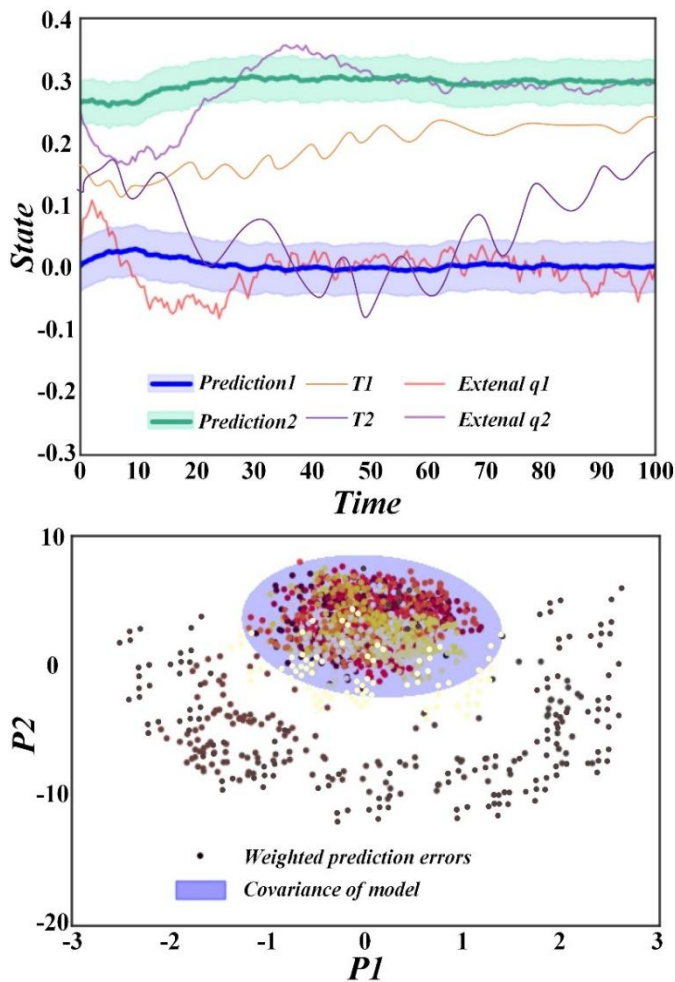 0.4
0.3
0.2
0.1
0.0
-0.1
-0.2
-0.3
State
Prediction1 T1 Extenal q1
Prediction2 T2 Extenal q2
0 10 20 30 40 50 60 70 80 90 100
Time
10
0
-10
-20
P2
Weighted prediction errors
Covariance of model
-3 -2 -1 0 1 2 3
P1